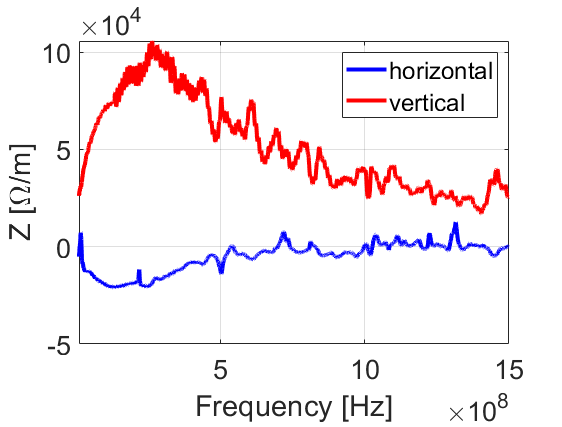 ×10⁴
10
5
0
-5
Z [Ω/m]
horizontal
vertical
5
10
15
Frequency [Hz]
×10⁸